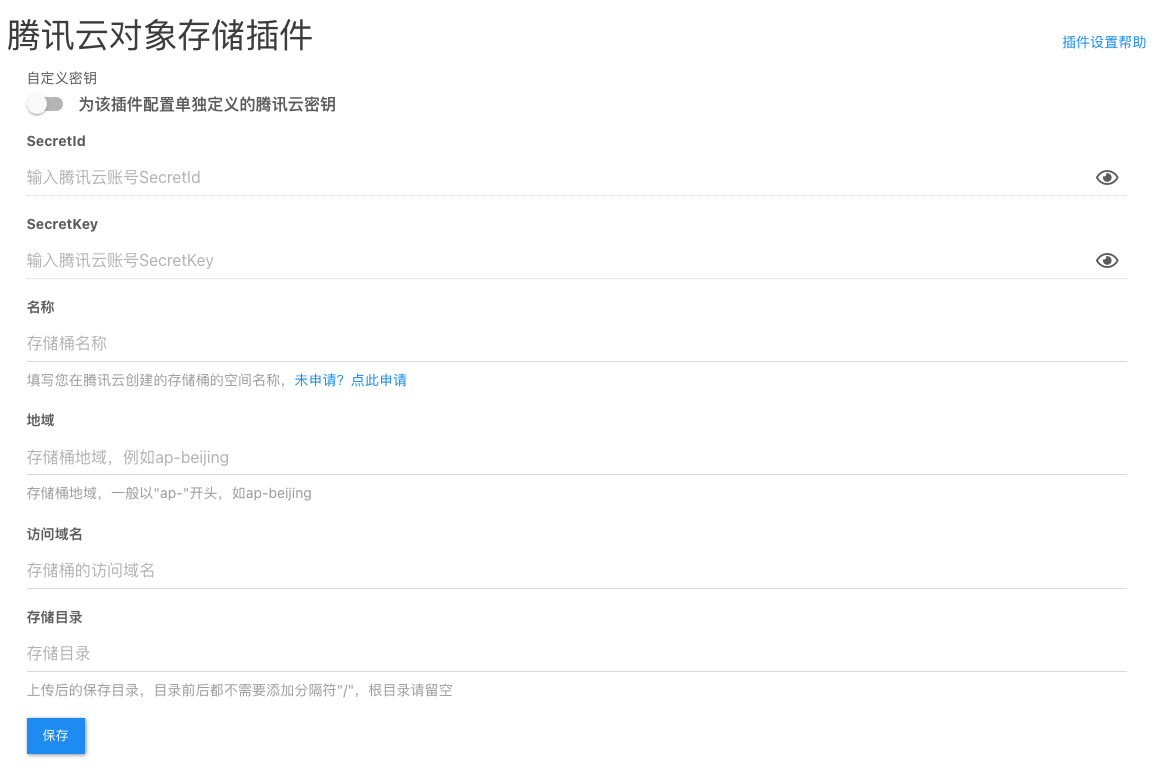 腾讯云对象存储插件
插件设置帮助
自定义密钥
为该插件配置单独定义的腾讯云密钥
SecretId
输入腾讯云账号SecretId
SecretKey
输入腾讯云账号SecretKey
名称
存储桶名称
填写您在腾讯云创建的存储桶的空间名称，未申请？点此申请
地域
存储桶地域，例如ap-beijing
存储桶地域，一般以"ap-"开头，如ap-beijing
访问域名
存储桶的访问域名
存储目录
存储目录
上传后的保存目录，目录前后都不需要添加分隔符"/"，根目录请留空
保存